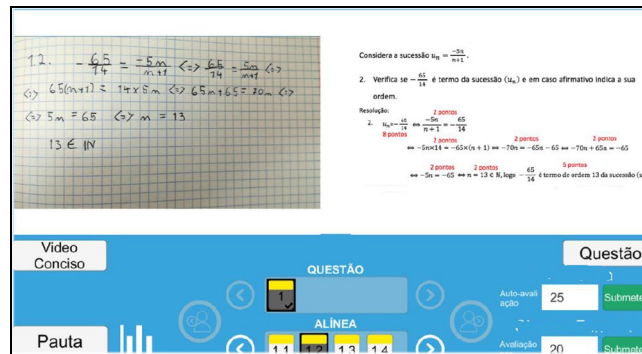 1.2. -65/14 = -5n/n+1 <=> 65/14 = 5n/n+1 <=>
<=> 65(n+1) = 14×5n <=> 65n+65 = 70n <=>
<=> 5n = 65 <=> n = 13
13 ∈ IN
Considera a sucessão uₙ = -5n/n+1.
2. Verifica se -65/14 é termo da sucessão (uₙ) e em caso afirmativo indica a sua
ordem.
Resolução:
2 pontos
2. uₙ=-65/14 ⇔ -5n/n+1 = -65/14
8 pontos
2 pontos 2 pontos 2 pontos
⇔ -5n×14 = -65×(n + 1) ⇔ -70n = -65n - 65 ⇔ -70n + 65n = -65
2 pontos 2 pontos 5 pontos
⇔ -5n = -65 ⇔ n = 13 ∈ N, logo -65/14 é termo de ordem 13 da sucessão (u
Video
Conciso
QUESTÃO
Questão
1
Auto-avali
ação
25
Submete
ALÍNEA
Pauta
1.1 1.2 1.3 1.4
Avaliação
20
Submete